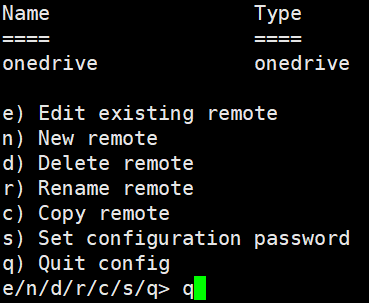 Name                 Type
====                 ====
onedrive             onedrive

e) Edit existing remote
n) New remote
d) Delete remote
r) Rename remote
c) Copy remote
s) Set configuration password
q) Quit config
e/n/d/r/c/s/q> q